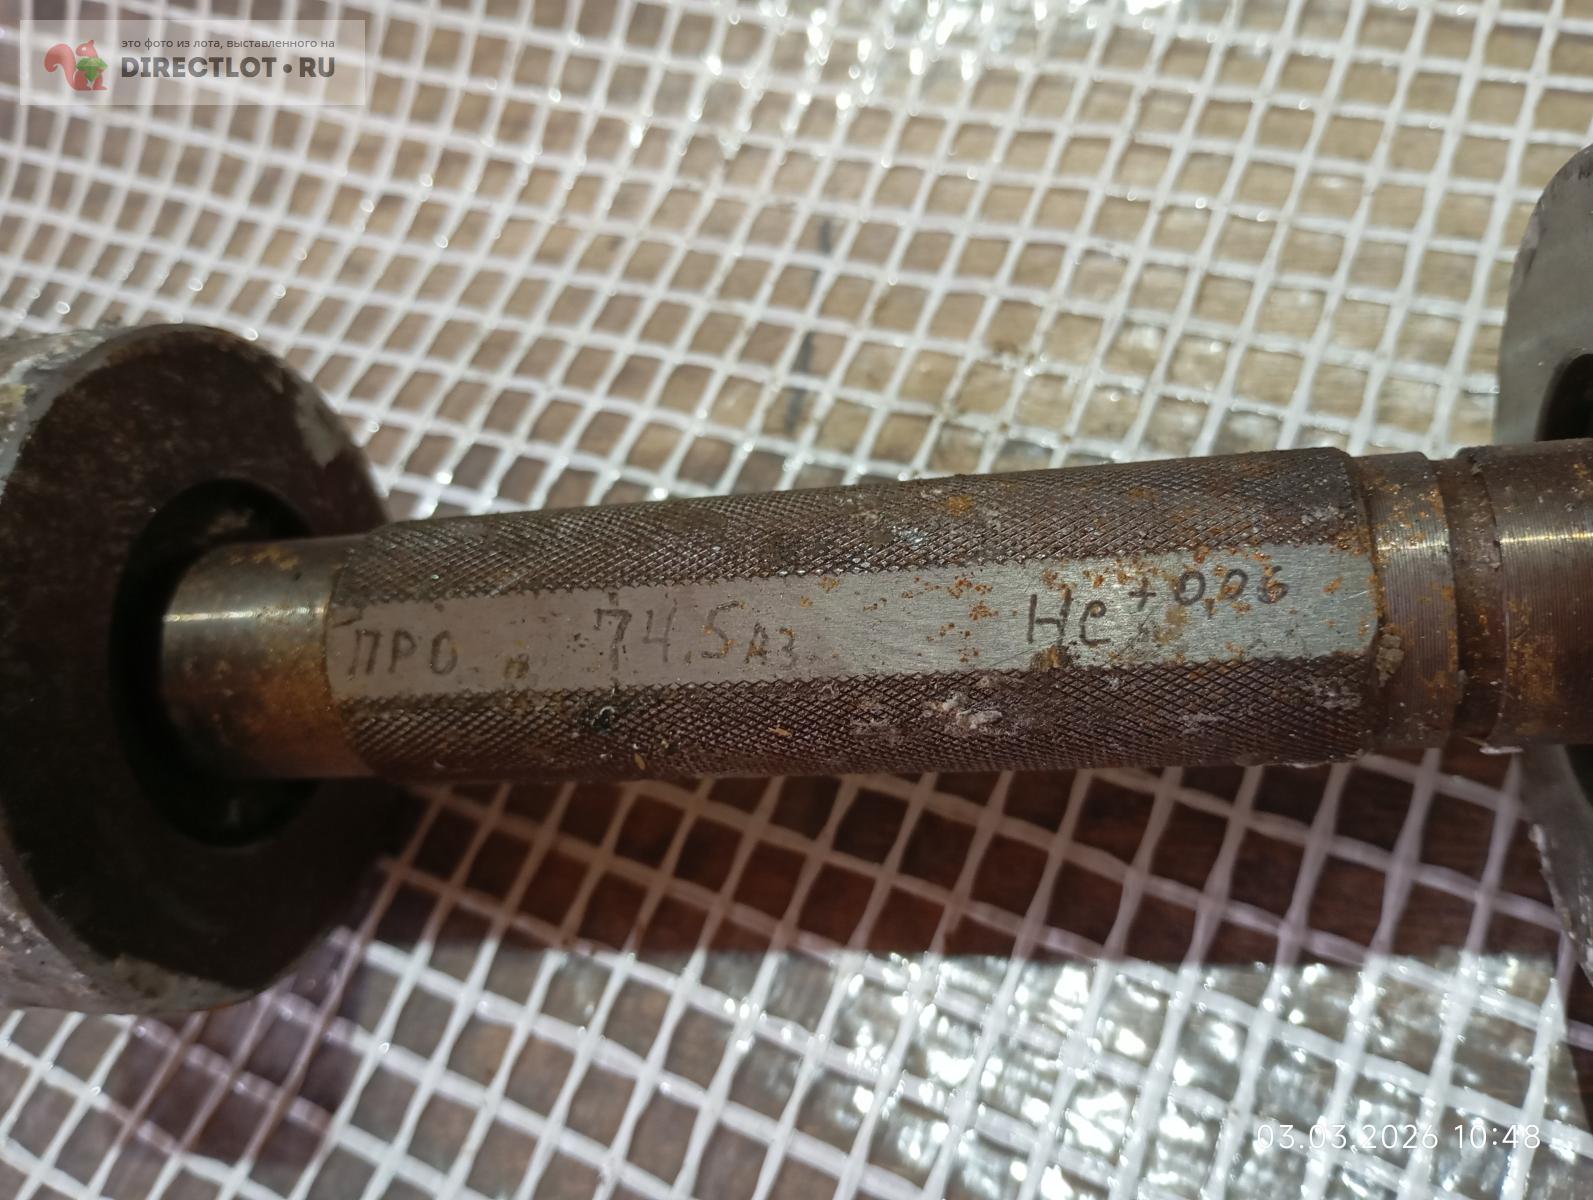 это фото из лота, выставленного на
DIRECTLOT•RU
ПРО 74.5А3 Не +0,06
03.03.2026 10:48